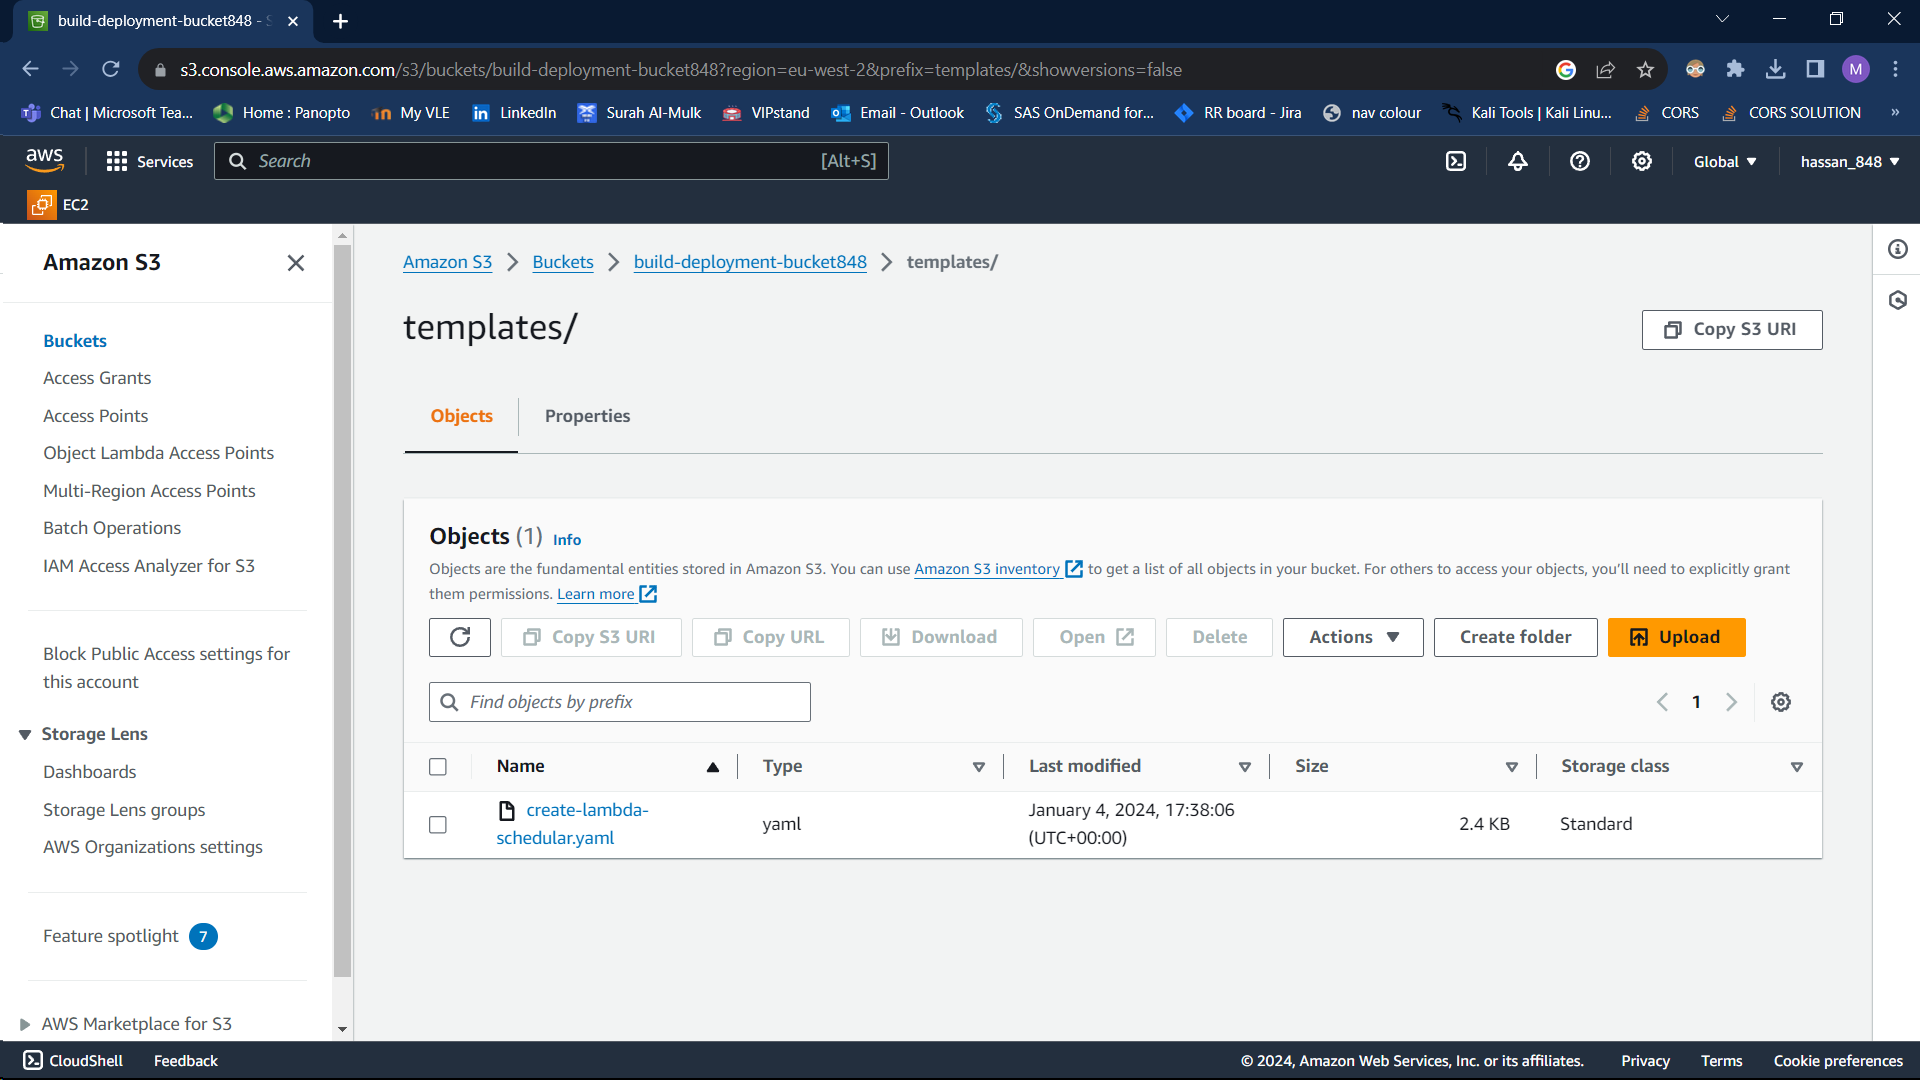 build-deployment-bucket848 - S
s3.console.aws.amazon.com/s3/buckets/build-deployment-bucket848?region=eu-west-2&prefix=templates/&showversions=false
M
Chat | Microsoft Tea...
Home : Panopto
My VLE
LinkedIn
Surah Al-Mulk
VIPstand
Email - Outlook
SAS OnDemand for...
RR board - Jira
nav colour
Kali Tools | Kali Linu...
CORS
CORS SOLUTION
»
aws
Services
Search
[Alt+S]
Global
hassan_848
EC2
Amazon S3
Buckets
Access Grants
Access Points
Object Lambda Access Points
Multi-Region Access Points
Batch Operations
IAM Access Analyzer for S3
Block Public Access settings for
this account
Storage Lens
Dashboards
Storage Lens groups
AWS Organizations settings
Feature spotlight 7
AWS Marketplace for S3
Amazon S3 > Buckets > build-deployment-bucket848 > templates/
templates/
Copy S3 URI
Objects
Properties
Objects (1) Info
Objects are the fundamental entities stored in Amazon S3. You can use Amazon S3 inventory to get a list of all objects in your bucket. For others to access your objects, you'll need to explicitly grant
them permissions. Learn more
Copy S3 URI
Copy URL
Download
Open
Delete
Actions
Create folder
Upload
Find objects by prefix
1
Name
Type
Last modified
Size
Storage class
create-lambda-
schedular.yaml
yaml
January 4, 2024, 17:38:06
(UTC+00:00)
2.4 KB
Standard
CloudShell
Feedback
© 2024, Amazon Web Services, Inc. or its affiliates.
Privacy
Terms
Cookie preferences